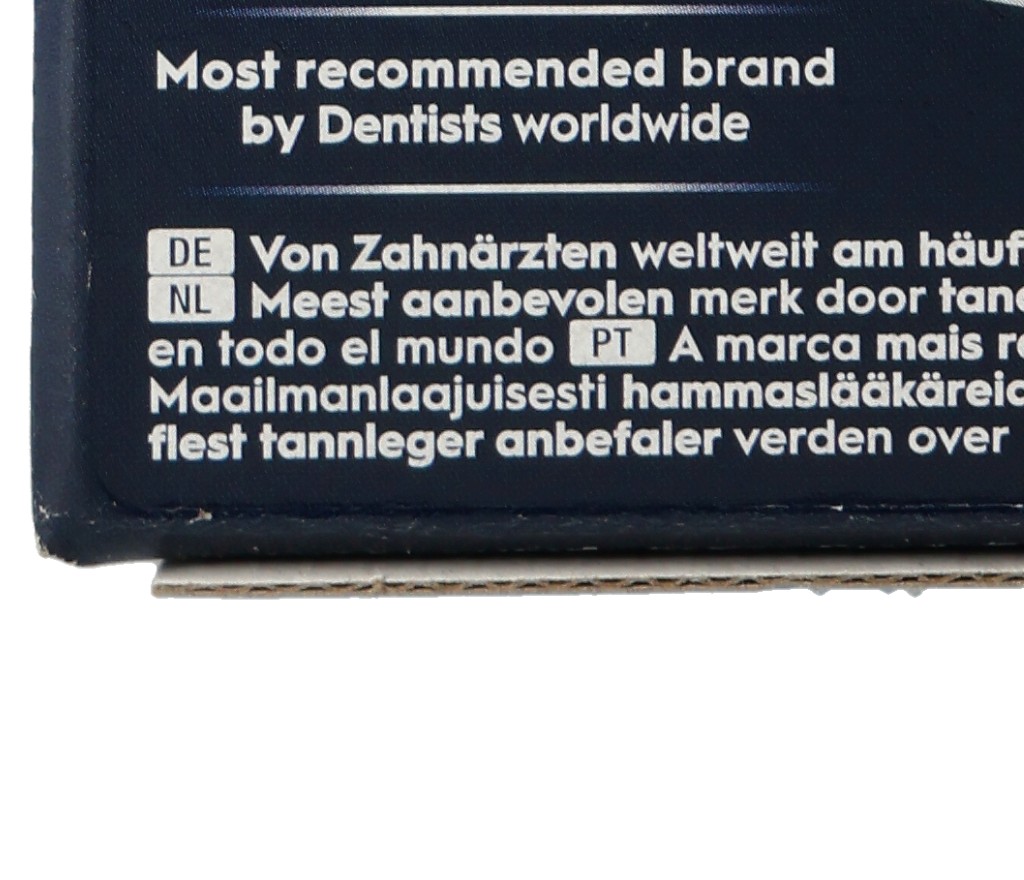 Most recommended brand
by Dentists worldwide
DE Von Zahnärzten weltweit am
NL Meest aanbevolen merk door
en todo el mundo PT A marca mais
Maailmanlaajuisesti
flest tannleger anbefaler verden over